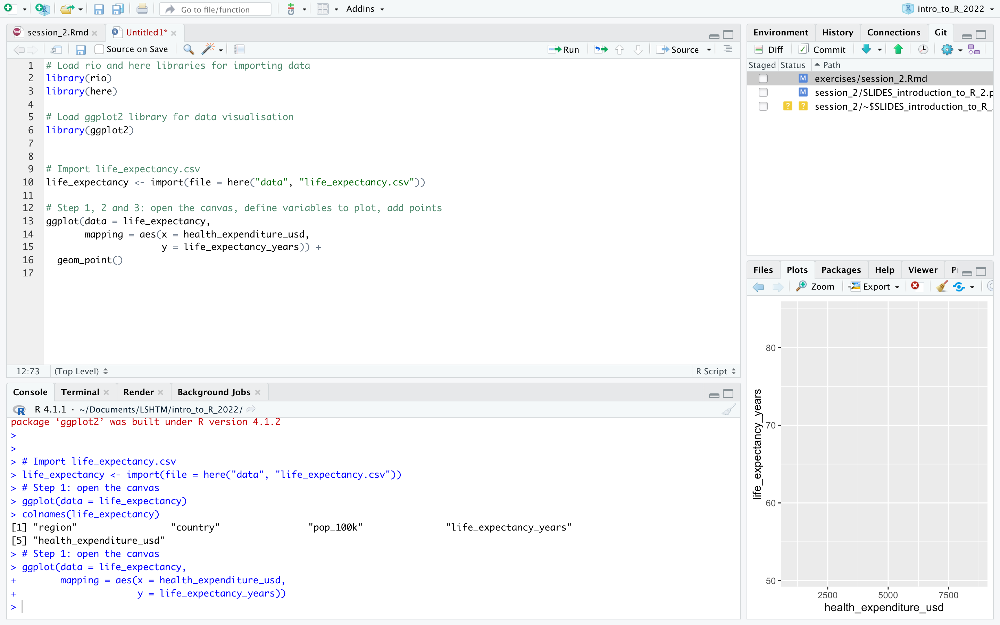 Go to file/function
Addins
intro_to_R_2022
session_2.Rmd
Untitled1*
Source on Save
Run
Source
1 # Load rio and here libraries for importing data
2 library(rio)
3 library(here)
4
5 # Load ggplot2 library for data visualisation
6 library(ggplot2)
7
8
9 # Import life_expectancy.csv
10 life_expectancy <- import(file = here("data", "life_expectancy.csv"))
11
12 # Step 1, 2 and 3: open the canvas, define variables to plot, add points
13 ggplot(data = life_expectancy,
14        mapping = aes(x = health_expenditure_usd,
15                      y = life_expectancy_years)) +
16   geom_point()
17
12:73 (Top Level) R Script
Console Terminal Render Background Jobs
R 4.1.1 · ~/Documents/LSHTM/intro_to_R_2022/
package ‘ggplot2’ was built under R version 4.1.2
>
>
> # Import life_expectancy.csv
> life_expectancy <- import(file = here("data", "life_expectancy.csv"))
> # Step 1: open the canvas
> ggplot(data = life_expectancy)
> colnames(life_expectancy)
[1] "region" "country" "pop_100k" "life_expectancy_years"
[5] "health_expenditure_usd"
> # Step 1: open the canvas
> ggplot(data = life_expectancy,
+        mapping = aes(x = health_expenditure_usd,
+                      y = life_expectancy_years))
>
Environment History Connections Git
Diff Commit
Staged Status Path
M exercises/session_2.Rmd
M session_2/SLIDES_introduction_to_R_2.p
? ? session_2/~$SLIDES_introduction_to_R_
Files Plots Packages Help Viewer
Zoom Export
life_expectancy_years
80
70
60
50
2500 5000 7500
health_expenditure_usd